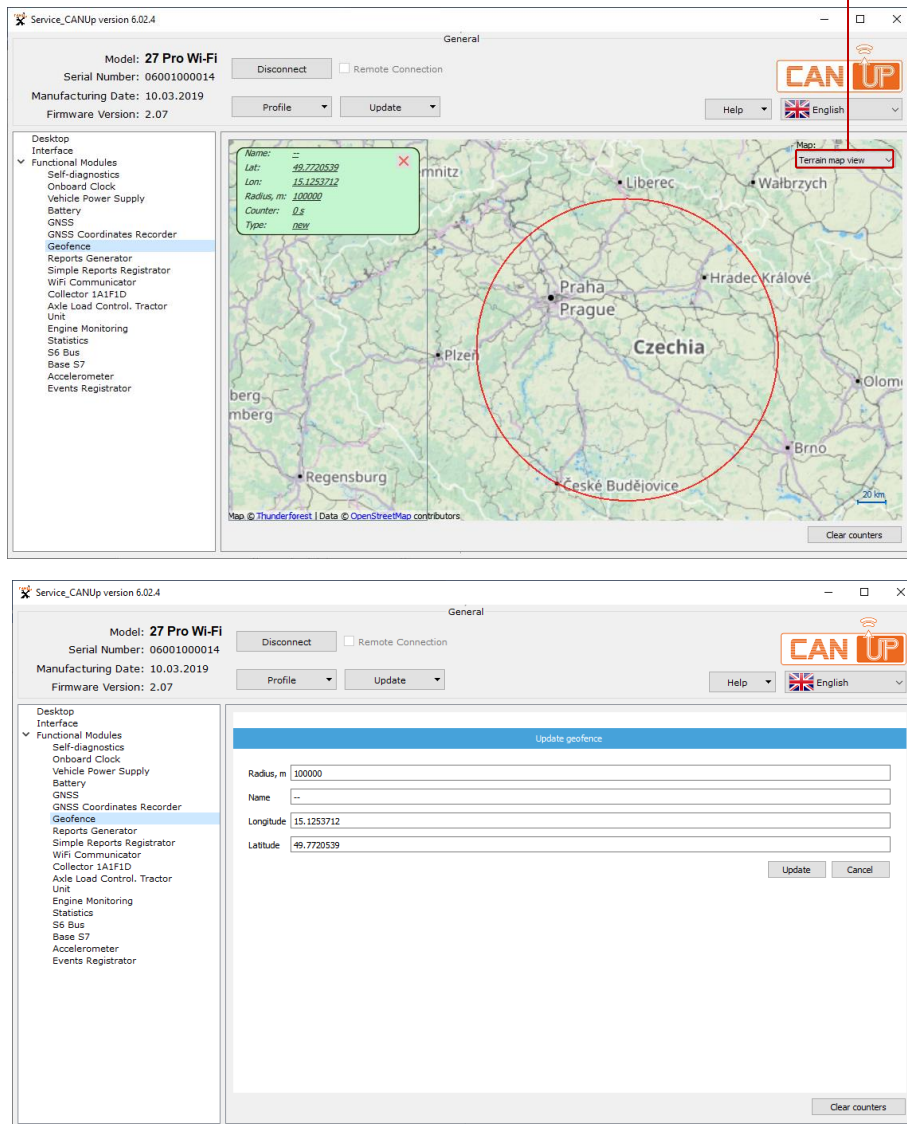 Service_CANUp version 6.02.4
General
Model: 27 Pro Wi-Fi
Serial Number: 06001000014
Manufacturing Date: 10.03.2019
Firmware Version: 2.07
Disconnect
Remote Connection
CAN UP
Profile
Update
Help
English
Desktop
Interface
Functional Modules
Self-diagnostics
Onboard Clock
Vehicle Power Supply
Battery
GNSS
GNSS Coordinates Recorder
Geofence
Reports Generator
Simple Reports Registrator
WiFi Communicator
Collector 1A1F1D
Axle Load Control. Tractor
Unit
Engine Monitoring
Statistics
S6 Bus
Base S7
Accelerometer
Events Registrator
Name: --
Lat: 49.7720539
Lon: 15.1253712
Radius, m: 100000
Counter: 0 s
Type: new
Map:
Terrain map view
mnitz
Liberec
Wałbrzych
Praha
Prague
Hradec Králové
Czechia
Plzeň
Olom
berg
mberg
Brno
Regensburg
České Budějovice
20 km
Map © Thunderforest | Data © OpenStreetMap contributors
Clear counters
Service_CANUp version 6.02.4
General
Model: 27 Pro Wi-Fi
Serial Number: 06001000014
Manufacturing Date: 10.03.2019
Firmware Version: 2.07
Disconnect
Remote Connection
CAN UP
Profile
Update
Help
English
Desktop
Interface
Functional Modules
Self-diagnostics
Onboard Clock
Vehicle Power Supply
Battery
GNSS
GNSS Coordinates Recorder
Geofence
Reports Generator
Simple Reports Registrator
WiFi Communicator
Collector 1A1F1D
Axle Load Control. Tractor
Unit
Engine Monitoring
Statistics
S6 Bus
Base S7
Accelerometer
Events Registrator
Update geofence
Radius, m 100000
Name --
Longitude 15.1253712
Latitude 49.7720539
Update
Cancel
Clear counters